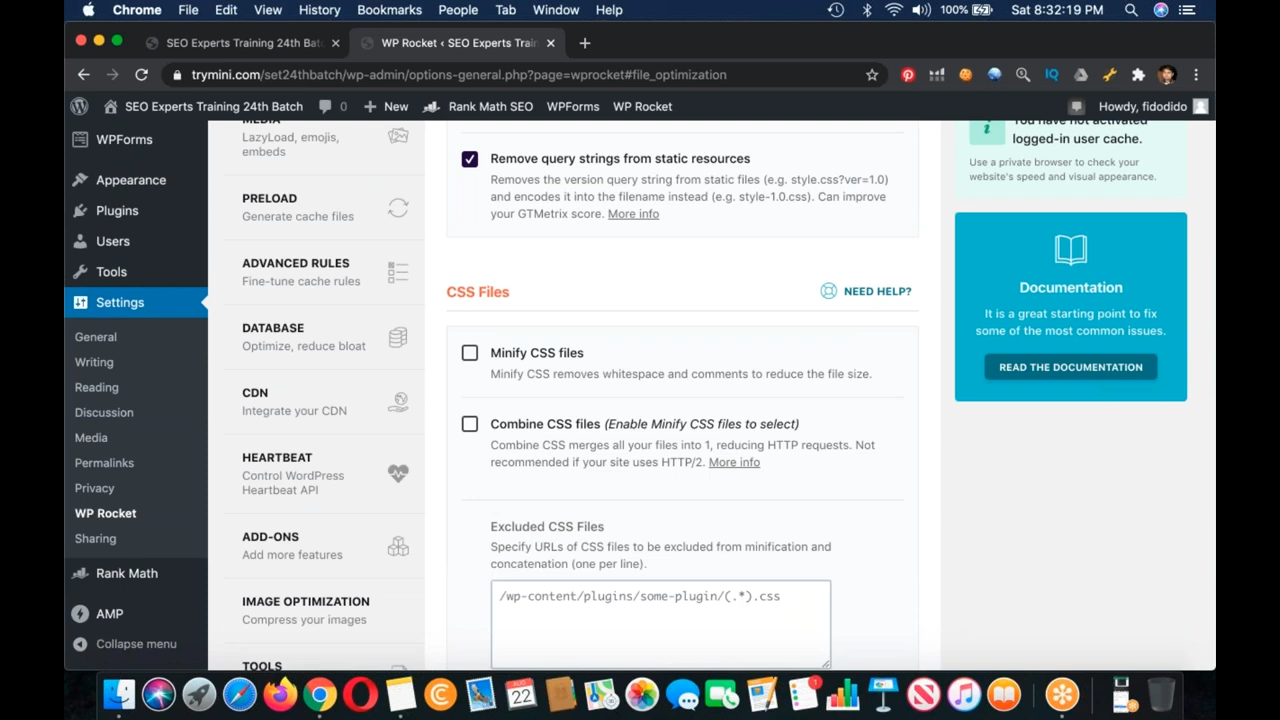 Chrome File Edit View History Bookmarks People Tab Window Help 100% Sat 8:32:19 PM
SEO Experts Training 24th Bat WP Rocket ‹ SEO Experts Train
trymini.com/set24thbatch/wp-admin/options-general.php?page=wprocket#file_optimization
IQ
SEO Experts Training 24th Batch 0 New Rank Math SEO WPForms WP Rocket Howdy, fidodido
WPForms
Appearance
Plugins
Users
Tools
Settings
General
Writing
Reading
Discussion
Media
Permalinks
Privacy
WP Rocket
Sharing
Rank Math
AMP
Collapse menu
MEDIA
LazyLoad, emojis,
embeds
PRELOAD
Generate cache files
ADVANCED RULES
Fine-tune cache rules
DATABASE
Optimize, reduce bloat
CDN
Integrate your CDN
HEARTBEAT
Control WordPress
Heartbeat API
ADD-ONS
Add more features
IMAGE OPTIMIZATION
Compress your images
TOOLS
Remove query strings from static resources
Removes the version query string from static files (e.g. style.css?ver=1.0)
and encodes it into the filename instead (e.g. style-1.0.css). Can improve
your GTMetrix score. More info
CSS Files NEED HELP?
Minify CSS files
Minify CSS removes whitespace and comments to reduce the file size.
Combine CSS files (Enable Minify CSS files to select)
Combine CSS merges all your files into 1, reducing HTTP requests. Not
recommended if your site uses HTTP/2. More info
Excluded CSS Files
Specify URLs of CSS files to be excluded from minification and
concatenation (one per line).
/wp-content/plugins/some-plugin/(.*).css
You have not activated
logged-in user cache.
Use a private browser to check your
website's speed and visual appearance.
Documentation
It is a great starting point to fix
some of the most common issues.
READ THE DOCUMENTATION
AUG
22
1